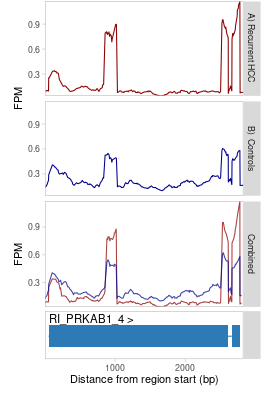 A) Recurrent HCC
0.9
0.6
0.3
FPM
B) Controls
0.9
0.6
0.3
Combined
0.9
0.6
0.3
FPM
RI_PRKAB1_4 >
1000 2000
Distance from region start (bp)